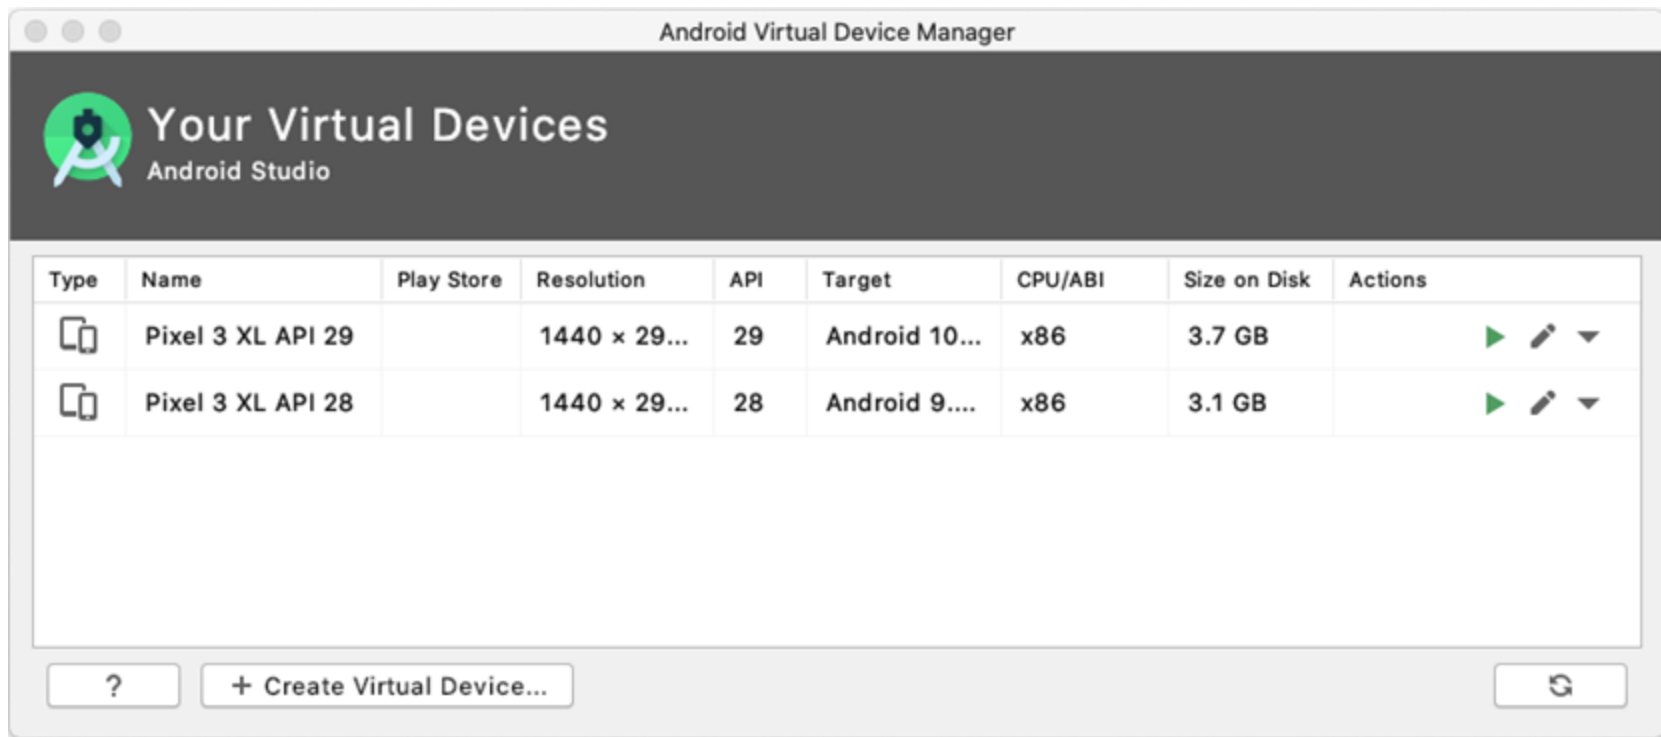 Android Virtual Device Manager
Your Virtual Devices
Android Studio
Type Name Play Store Resolution API Target CPU/ABI Size on Disk Actions
Pixel 3 XL API 29 1440 × 29... 29 Android 10... x86 3.7 GB
Pixel 3 XL API 28 1440 × 29... 28 Android 9.... x86 3.1 GB
? + Create Virtual Device...